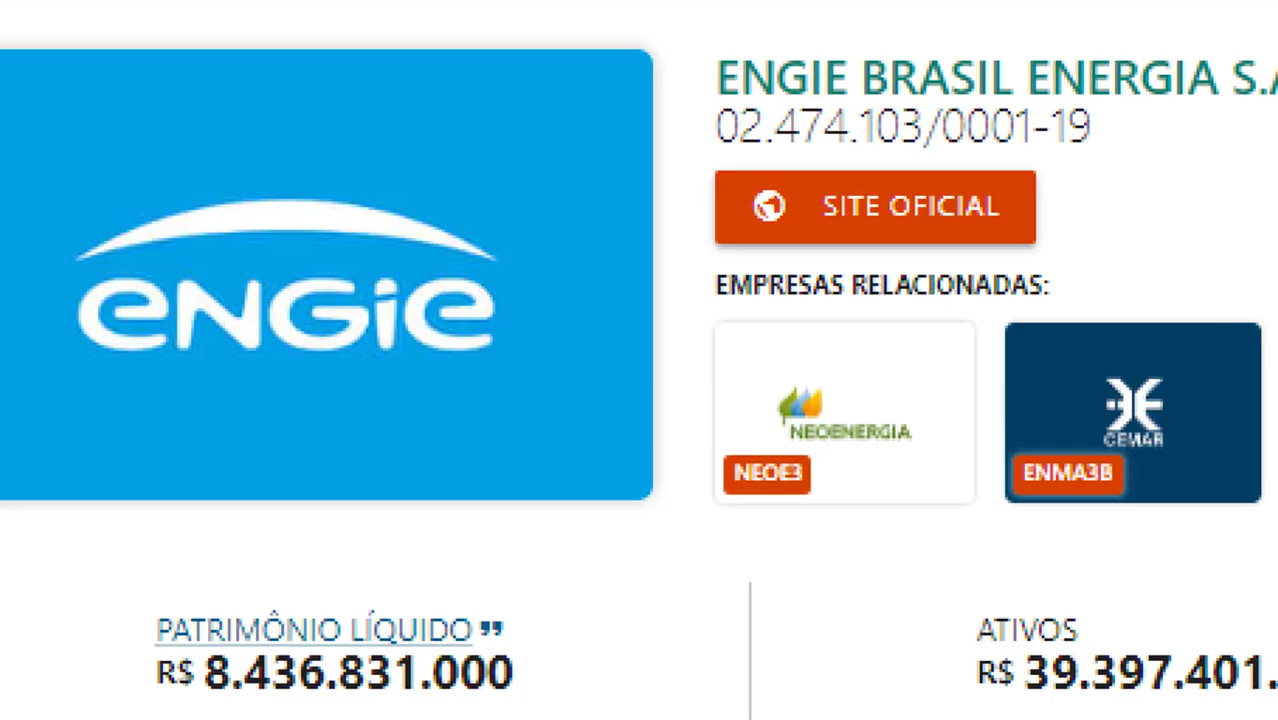 ENGIE
ENGIE BRASIL ENERGIA S.A
02.474.103/0001-19
SITE OFICIAL
EMPRESAS RELACIONADAS:
NEOENERGIA
NEOE3
CEMAR
ENMA3B
PATRIMÔNIO LÍQUIDO ❞
R$ 8.436.831.000
ATIVOS
R$ 39.397.401.